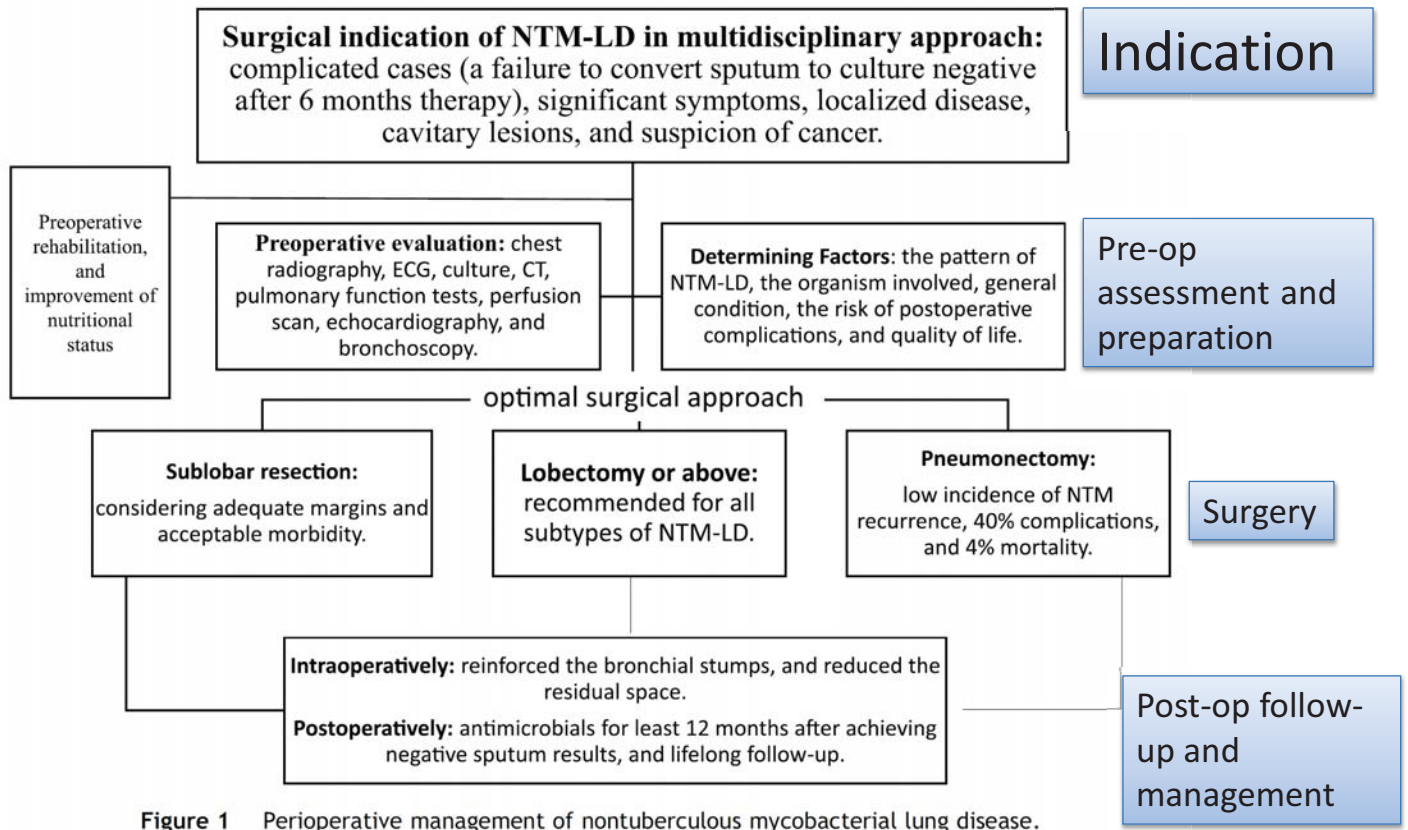 Surgical indication of NTM-LD in multidisciplinary approach:
complicated cases (a failure to convert sputum to culture negative
after 6 months therapy), significant symptoms, localized disease,
cavitary lesions, and suspicion of cancer.
Indication
Preoperative
rehabilitation,
and
improvement of
nutritional
status
Preoperative evaluation: chest
radiography, ECG, culture, CT,
pulmonary function tests, perfusion
scan, echocardiography, and
bronchoscopy.
Determining Factors: the pattern of
NTM-LD, the organism involved, general
condition, the risk of postoperative
complications, and quality of life.
Pre-op
assessment and
preparation
optimal surgical approach
Sublobar resection:
considering adequate margins and
acceptable morbidity.
Lobectomy or above:
recommended for all
subtypes of NTM-LD.
Pneumonectomy:
low incidence of NTM
recurrence, 40% complications,
and 4% mortality.
Surgery
Intraoperatively: reinforced the bronchial stumps, and reduced the
residual space.
Postoperatively: antimicrobials for least 12 months after achieving
negative sputum results, and lifelong follow-up.
Post-op follow-
up and
management
Figure 1 Perioperative management of nontuberculous mycobacterial lung disease.